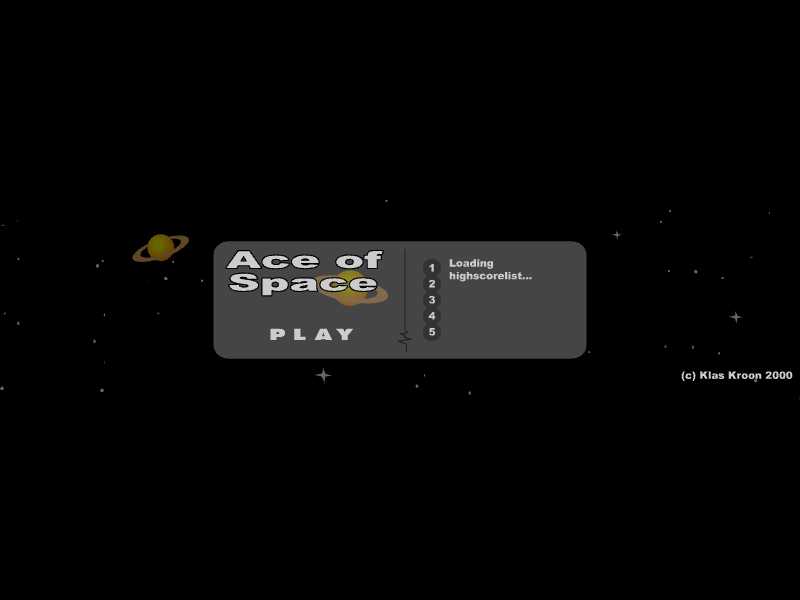 Ace of
Space
PLAY
1
2
3
4
5
Loading
highscorelist...
(c) Klas Kroon 2000